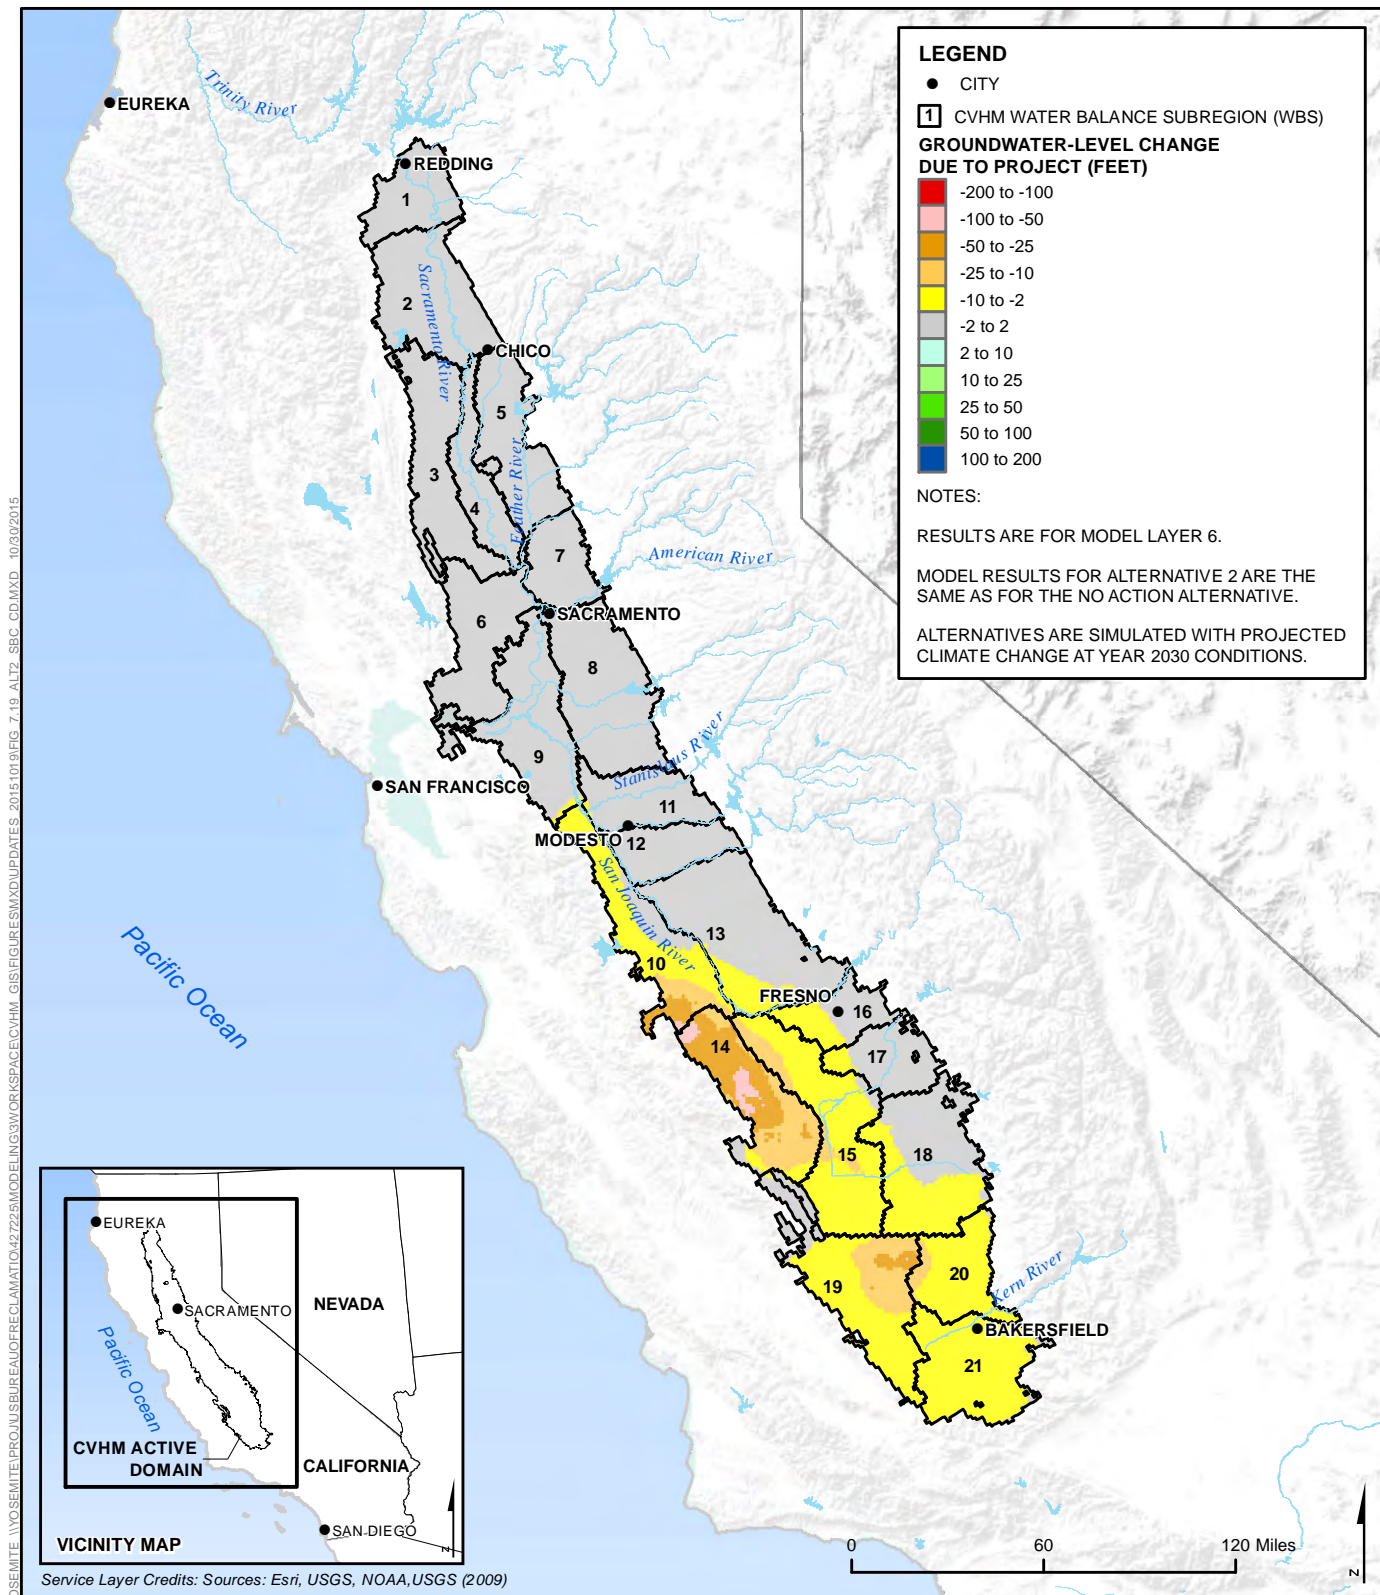 LEGEND
CITY
1 CVHM WATER BALANCE SUBREGION (WBS)
GROUNDWATER-LEVEL CHANGE
DUE TO PROJECT (FEET)
-200 to -100
-100 to -50
-50 to -25
-25 to -10
-10 to -2
-2 to 2
2 to 10
10 to 25
25 to 50
50 to 100
100 to 200
NOTES:
RESULTS ARE FOR MODEL LAYER 6.
MODEL RESULTS FOR ALTERNATIVE 2 ARE THE
SAME AS FOR THE NO ACTION ALTERNATIVE.
ALTERNATIVES ARE SIMULATED WITH PROJECTED
CLIMATE CHANGE AT YEAR 2030 CONDITIONS.
Trinity River
EUREKA
REDDING
1
2
Sacramento River
CHICO
5
3
4
Feather River
7
American River
SACRAMENTO
6
8
9
Stanislaus River
SAN FRANCISCO
11
MODESTO
12
San Joaquin River
13
10
FRESNO
16
14
17
15
18
Pacific Ocean
19
20
Kern River
BAKERSFIELD
21
EUREKA
SACRAMENTO
NEVADA
Pacific Ocean
CVHM ACTIVE
DOMAIN
CALIFORNIA
SAN DIEGO
VICINITY MAP
N
0 60 120 Miles
N
Service Layer Credits: Sources: Esri, USGS, NOAA,USGS (2009)